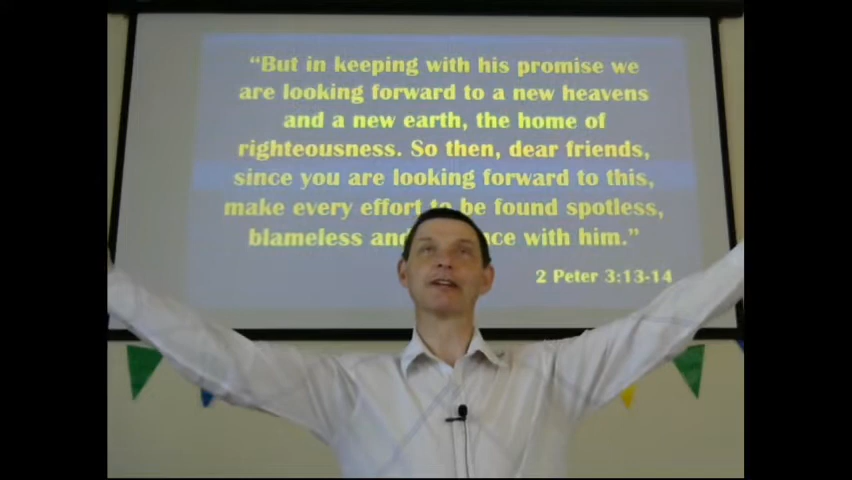 “But in keeping with his promise we
are looking forward to a new heavens
and a new earth, the home of
righteousness. So then, dear friends,
since you are looking forward to this,
make every effort to be found spotless,
blameless and ce with him.”
2 Peter 3:13-14